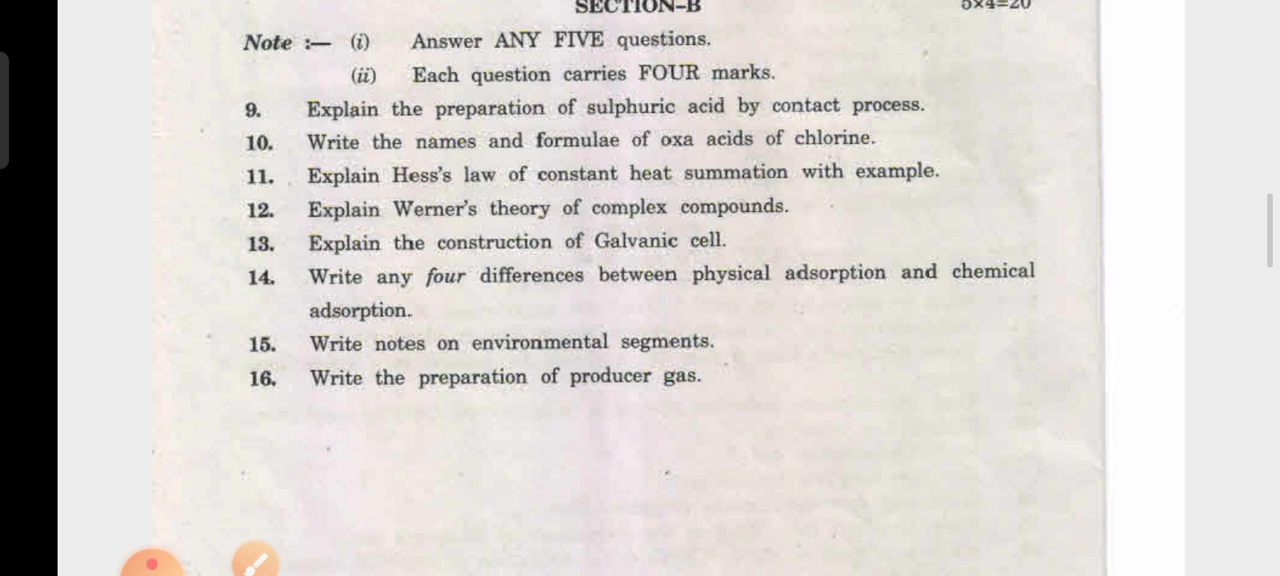 SECTION–B 5×4=20
Note :— (i) Answer ANY FIVE questions.
(ii) Each question carries FOUR marks.
9. Explain the preparation of sulphuric acid by contact process.
10. Write the names and formulae of oxa acids of chlorine.
11. Explain Hess's law of constant heat summation with example.
12. Explain Werner's theory of complex compounds.
13. Explain the construction of Galvanic cell.
14. Write any four differences between physical adsorption and chemical
adsorption.
15. Write notes on environmental segments.
16. Write the preparation of producer gas.